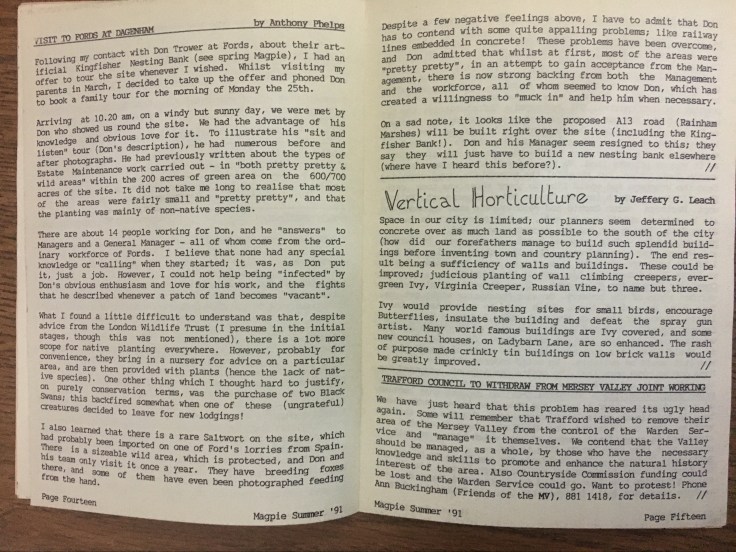 VISIT TO FORDS AT DAGENHAM by Anthony Phelps
Following my contact with Don Trower at Fords, about their art-
ificial Kingfisher Nesting Bank (see spring Magpie), I had an
offer to tour the site whenever I wished. Whilst visiting my
parents in March, I decided to take up the offer and phoned Don
to book a family tour for the morning of Monday the 25th.
Arriving at 10.20 am, on a windy but sunny day, we were met by
Don who showed us round the site. We had the advantage of his
knowledge and obvious love for it. To illustrate his "sit and
listen" tour (Don's description), he had numerous before and
after photographs. He had previously written about the types of
Estate Maintenance work carried out - in "both pretty pretty &
wild areas" within the 200 acres of green area on the 600/700
acres of the site. It did not take me long to realise that most
of the areas were fairly small and "pretty pretty", and that
the planting was mainly of non-native species.
There are about 14 people working for Don, and he "answers" to
Managers and a General Manager - all of whom come from the ord-
inary workforce of Fords. I believe that none had any special
knowledge or "calling" when they started; it was, as Don put
it, just a job. However, I could not help being "infected" by
Don's obvious enthusiasm and love for his work, and the fights
that he described whenever a patch of land becomes "vacant".
What I found a little difficult to understand was that, despite
advice from the London Wildlife Trust (I presume in the initial
stages, though this was not mentioned), there is a lot more
scope for native planting everywhere. However, probably for
convenience, they bring in a nursery for advice on a particular
area, and are then provided with plants (hence the lack of nat-
ive species). One other thing which I thought hard to justify,
on purely conservation terms, was the purchase of two Black
Swans; this backfired somewhat when one of these (ungrateful)
creatures decided to leave for new lodgings!
I also learned that there is a rare Saltwort on the site, which
had probably been imported on one of Ford's lorries from Spain.
There is a sizeable wild area, which is protected, and Don and
his team only visit it once a year. They have breeding foxes
there, and some of them have even been photographed feeding
from the hand.
Page Fourteen
Magpie Summer '91
Despite a few negative feelings above, I have to admit that Don
has to contend with some quite appalling problems; like railway
lines embedded in concrete! These problems have been overcome,
and Don admitted that whilst at first, most of the areas were
"pretty pretty", in an attempt to gain acceptance from the Man-
agement, there is now strong backing from both the Management
and the workforce, all of whom seemed to know Don, which has
created a willingness to "muck in" and help him when necessary.
On a sad note, it looks like the proposed A13 road (Rainham
Marshes) will be built right over the site (including the King-
fisher Bank!). Don and his Manager seem resigned to this; they
say they will just have to build a new nesting bank elsewhere
(where have I heard this before?). //
Vertical Horticulture by Jeffery G. Leach
Space in our city is limited; our planners seem determined to
concrete over as much land as possible to the south of the city
(how did our forefathers manage to build such splendid build-
ings before inventing town and country planning). The end res-
ult being a sufficiency of walls and buildings. These could be
improved; judicious planting of wall climbing creepers, ever-
green Ivy, Virginia Creeper, Russian Vine, to name but three.
Ivy would provide nesting sites for small birds, encourage
Butterflies, insulate the building and defeat the spray gun
artist. Many world famous buildings are Ivy covered, and some
new council houses, on Ladybarn Lane, are so enhanced. The rash
of purpose made crinkly tin buildings on low brick walls would
be greatly improved. //
TRAFFORD COUNCIL TO WITHDRAW FROM MERSEY VALLEY JOINT WORKING
We have just heard that this problem has reared its ugly head
again. Some will remember that Trafford wished to remove their
area of the Mersey Valley from the control of the Warden Ser-
vice and "manage" it themselves. We contend that the Valley
should be managed, as a whole, by those who have the necessary
knowledge and skills to promote and enhance the natural history
interest of the area. Also Countryside Commission funding could
be lost and the Warden Service could go. Want to protest! Phone
Ann Buckingham (Friends of the MV), 881 1418, for details. //
Magpie Summer '91
Page Fifteen